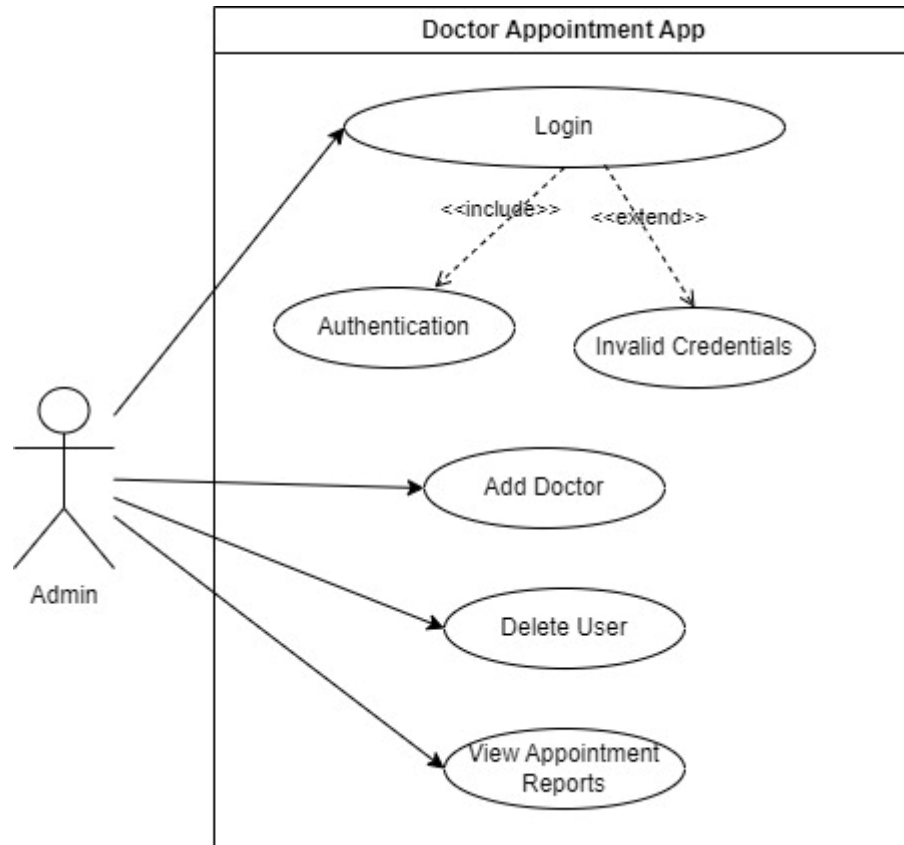 Doctor Appointment App
Login
<<include>>
<<extend>>
Authentication
Invalid Credentials
Add Doctor
Admin
Delete User
View Appointment
Reports